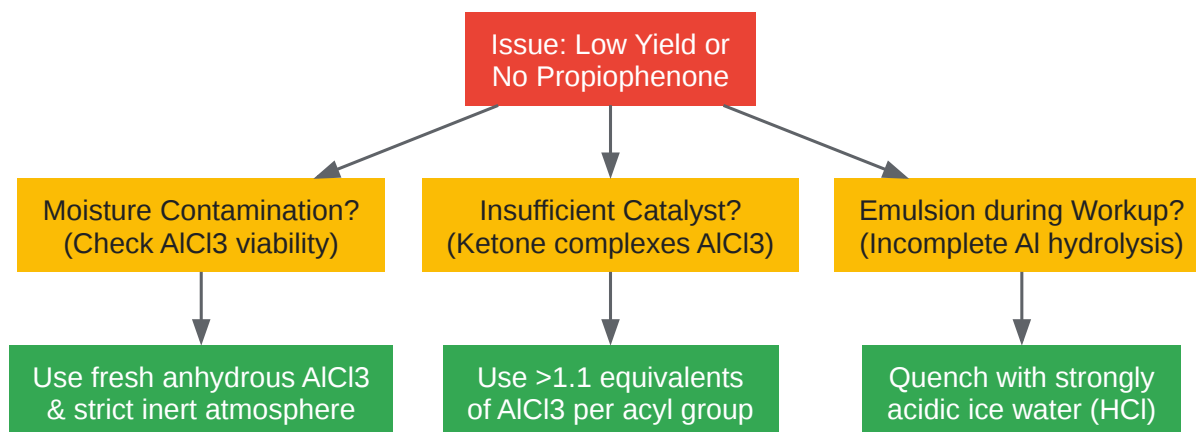 Issue: Low Yield or
No Propiophenone
Moisture Contamination?
(Check AlCl3 viability)
Insufficient Catalyst?
(Ketone complexes AlCl3)
Emulsion during Workup?
(Incomplete Al hydrolysis)
Use fresh anhydrous AlCl3
& strict inert atmosphere
Use >1.1 equivalents
of AlCl3 per acyl group
Quench with strongly
acidic ice water (HCl)